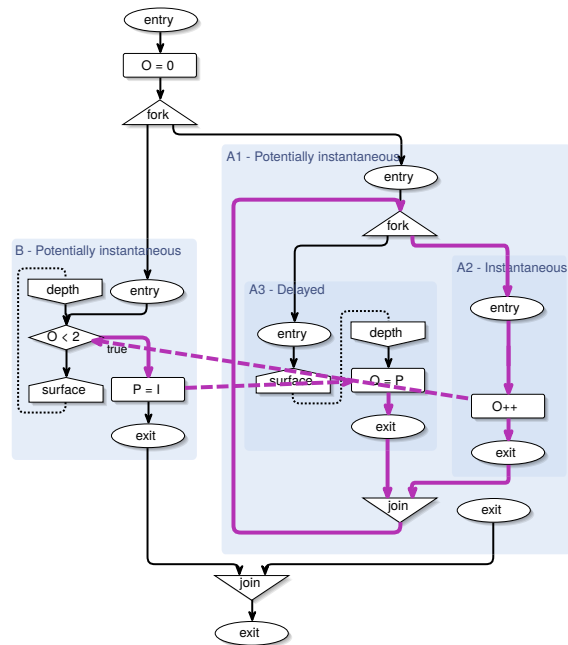 entry
O = 0
fork
A1 - Potentially instantaneous
entry
fork
B - Potentially instantaneous
A2 - Instantaneous
A3 - Delayed
depth
entry
entry
entry
depth
O < 2
true
surface
P = I
surface
O = P
O++
exit
exit
exit
join
exit
join
exit